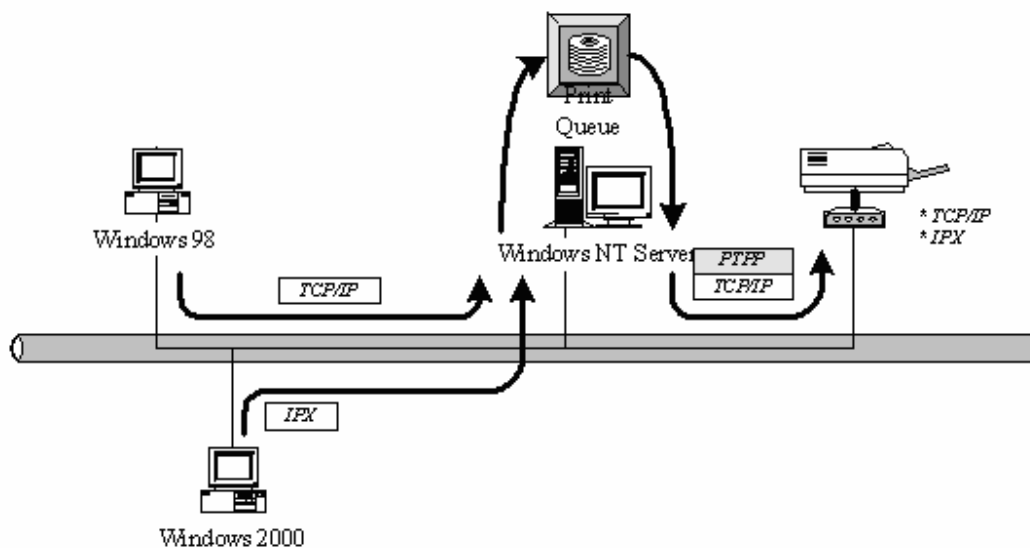 Print
Queue
Windows 98
Windows NT Server
* TCP/IP
* IPX
PTPP
TCP/IP
TCP/IP
IPX
Windows 2000